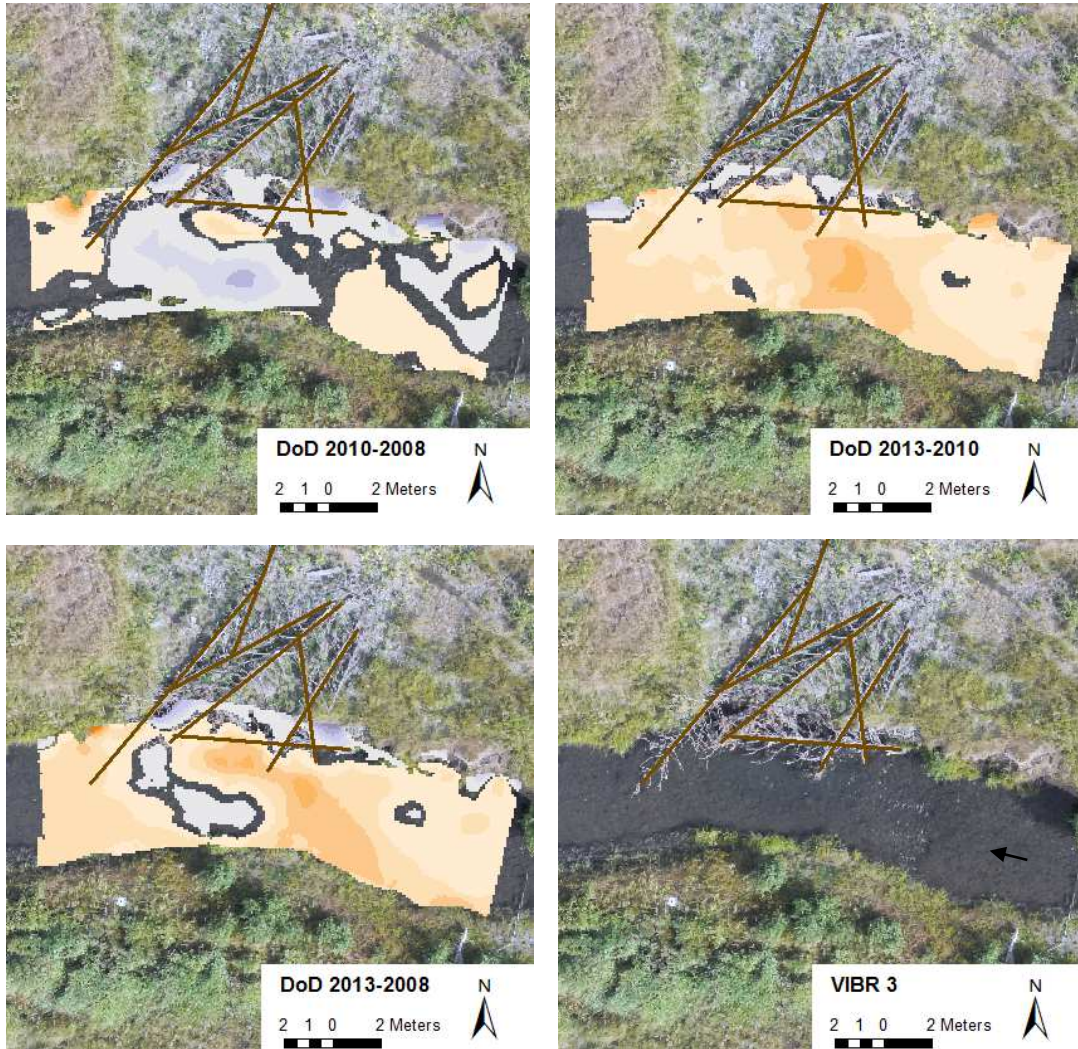 DoD 2010-2008
N
2 1 0 2 Meters
DoD 2013-2010
N
2 1 0 2 Meters
DoD 2013-2008
N
2 1 0 2 Meters
VIBR 3
N
2 1 0 2 Meters